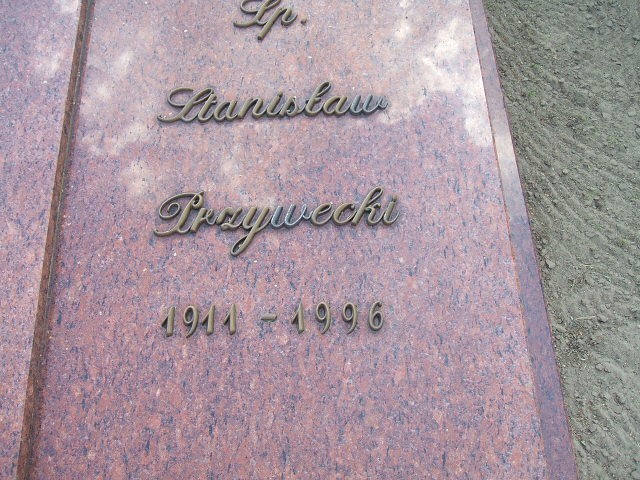 Śp.
Stanisław
Przywecki
1911 - 1996